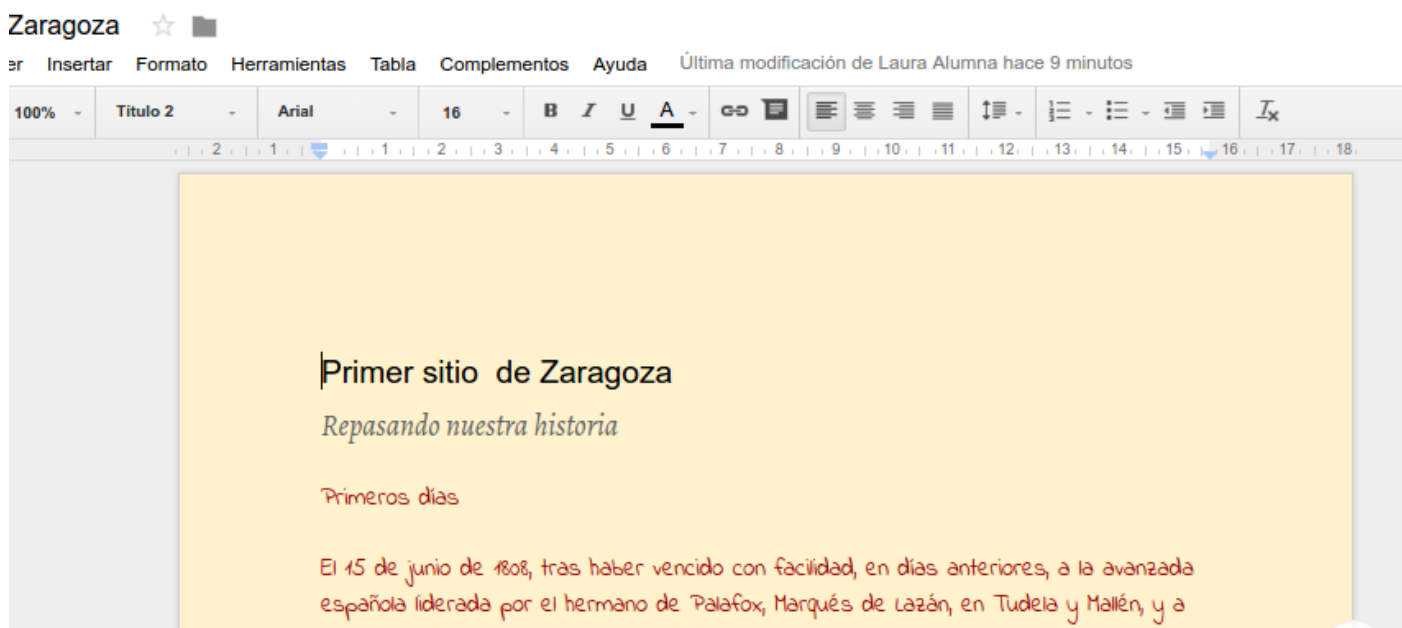 Zaragoza
er Insertar Formato Herramientas Tabla Complementos Ayuda Última modificación de Laura Alumna hace 9 minutos
100% Título 2 Arial 16 B I U A Tx
2 1 1 2 3 4 5 6 7 8 9 10 11 12 13 14 15 16 17 18
Primer sitio de Zaragoza
Repasando nuestra historia
Primeros días
El 15 de junio de 1808, tras haber vencido con facilidad, en días anteriores, a la avanzada
española liderada por el hermano de Palafox, Marqués de Lazán, en Tudela y Mallén, y a